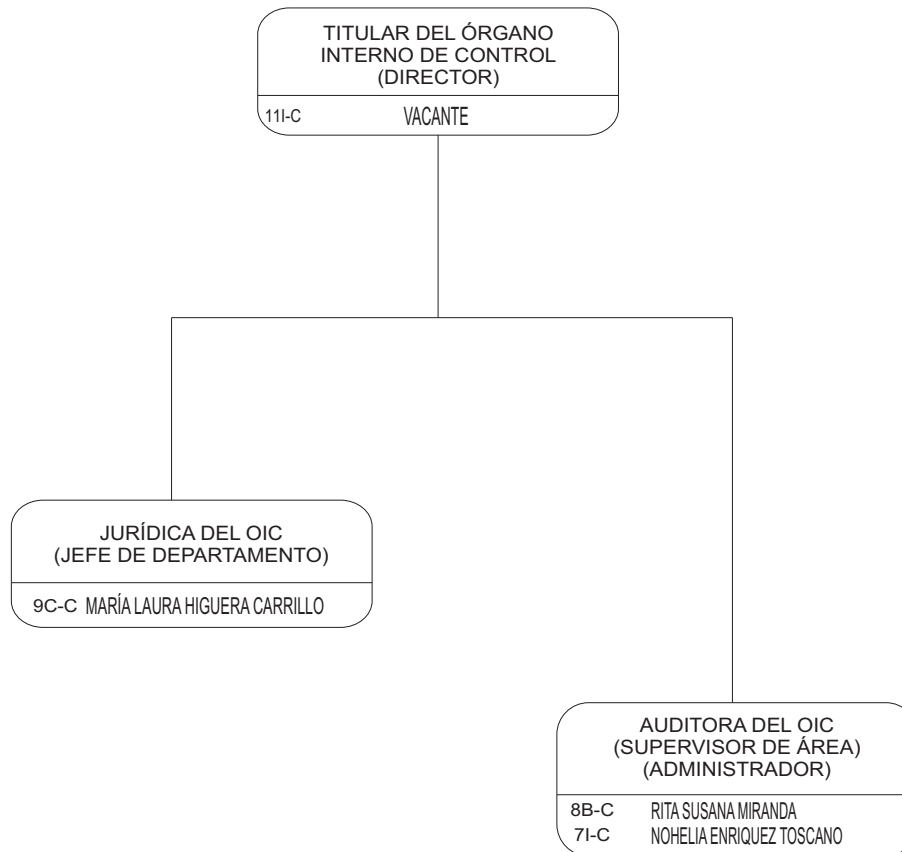 TITULAR DEL ÓRGANO
INTERNO DE CONTROL
(DIRECTOR)
11I-C VACANTE
JURÍDICA DEL OIC
(JEFE DE DEPARTAMENTO)
9C-C MARÍA LAURA HIGUERA CARRILLO
AUDITORA DEL OIC
(SUPERVISOR DE ÁREA)
(ADMINISTRADOR)
8B-C RITA SUSANA MIRANDA
7I-C NOHELIA ENRIQUEZ TOSCANO